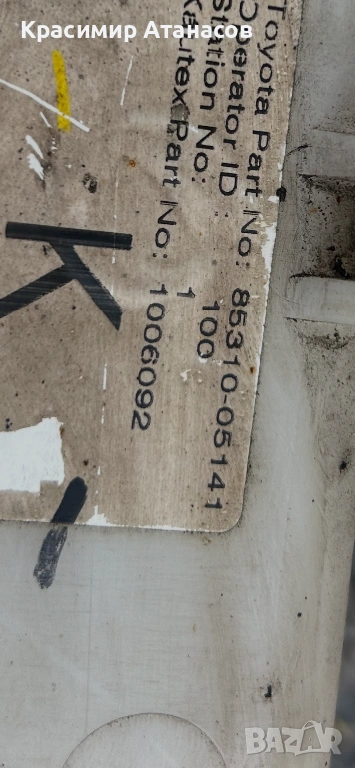 Красимир Атанасов
Toyota Part No: 85310-05141
Operator ID : 100
Station No: 1
Kautex Part No: 1006092
K
BAZAR